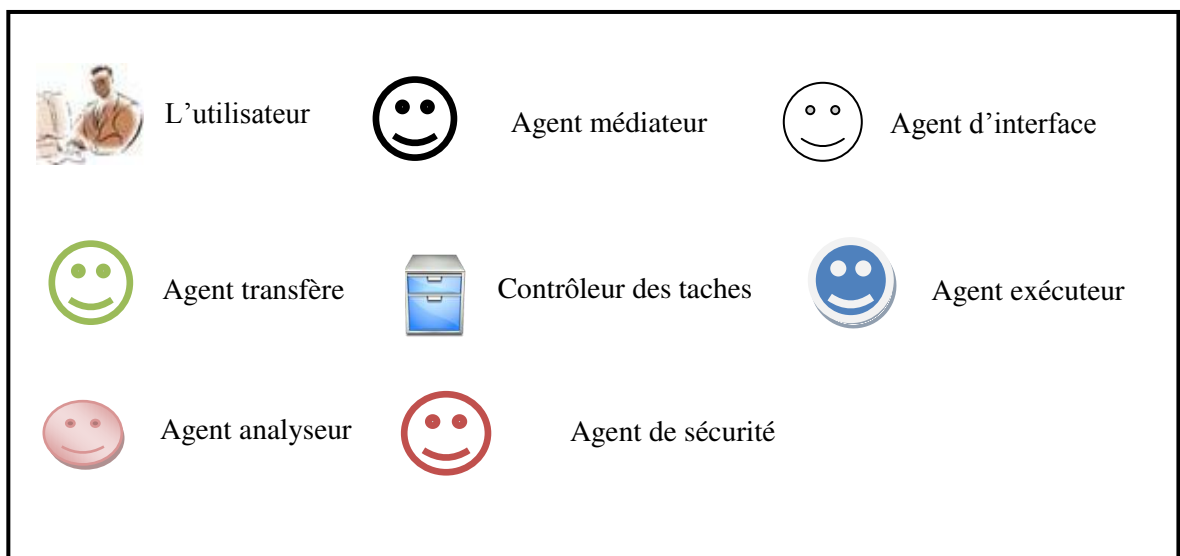 L’utilisateur
Agent médiateur
Agent d’interface
Agent transfère
Contrôleur des taches
Agent exécuteur
Agent analyseur
Agent de sécurité